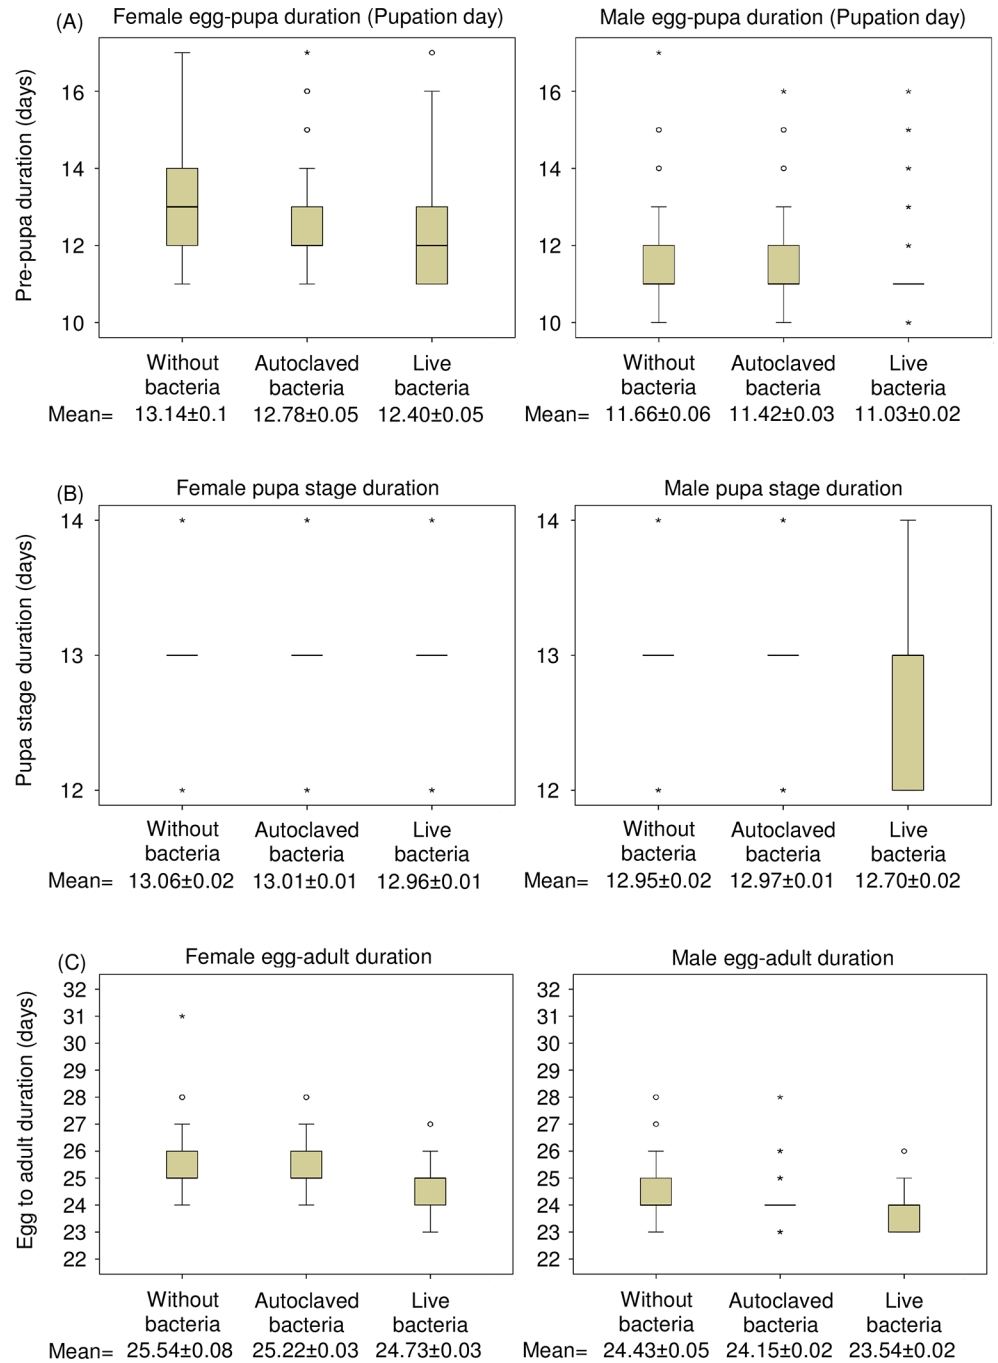 (A) Female egg-pupa duration (Pupation day) Male egg-pupa duration (Pupation day)
Pre-pupa duration (days)
16 16
14 14
12 12
10 10
Without Autoclaved Live Without Autoclaved Live
bacteria bacteria bacteria bacteria bacteria bacteria
Mean= 13.14±0.1 12.78±0.05 12.40±0.05 Mean= 11.66±0.06 11.42±0.03 11.03±0.02
(B) Female pupa stage duration Male pupa stage duration
Pupa stage duration (days)
14 14
13 13
12 12
Without Autoclaved Live Without Autoclaved Live
bacteria bacteria bacteria bacteria bacteria bacteria
Mean= 13.06±0.02 13.01±0.01 12.96±0.01 Mean= 12.95±0.02 12.97±0.01 12.70±0.02
(C) Female egg-adult duration Male egg-adult duration
Egg to adult duration (days)
32 32
31 31
30 30
29 29
28 28
27 27
26 26
25 25
24 24
23 23
22 22
Without Autoclaved Live Without Autoclaved Live
bacteria bacteria bacteria bacteria bacteria bacteria
Mean= 25.54±0.08 25.22±0.03 24.73±0.03 Mean= 24.43±0.05 24.15±0.02 23.54±0.02